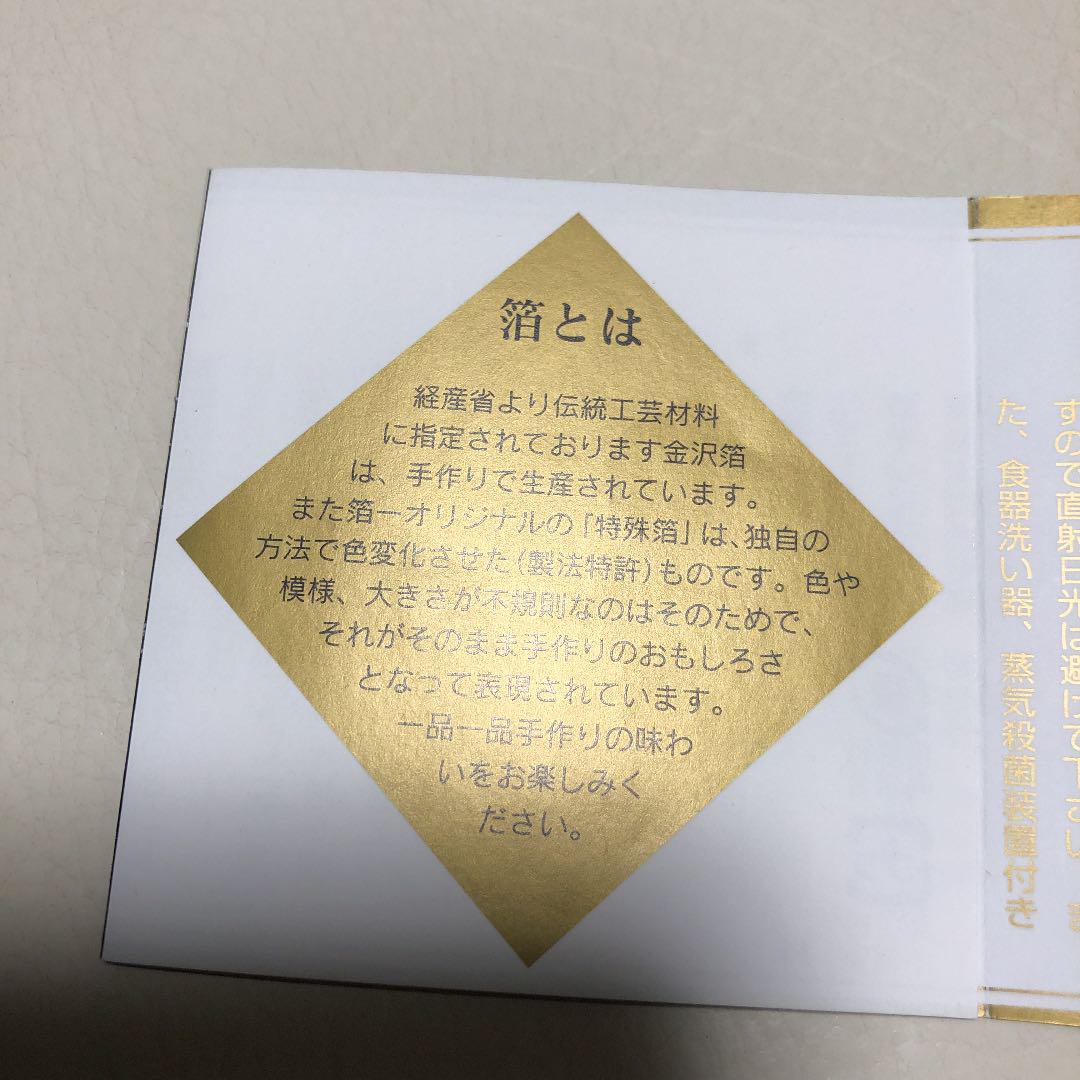 箔とは
経産省より伝統工芸材料
に指定されております金沢箔
は、手作りで生産されています。
また箔一オリジナルの「特殊箔」は、独自の
方法で色変化させた(製法特許)ものです。色や
模様、大きさが不規則なのはそのためで、
それがそのまま手作りのおもしろさ
となって表現されています。
一品一品手作りの味わ
いをお楽しみく
ださい。
すので直射日光は避けて下さい
た、食器洗い器、蒸気殺菌装置付き